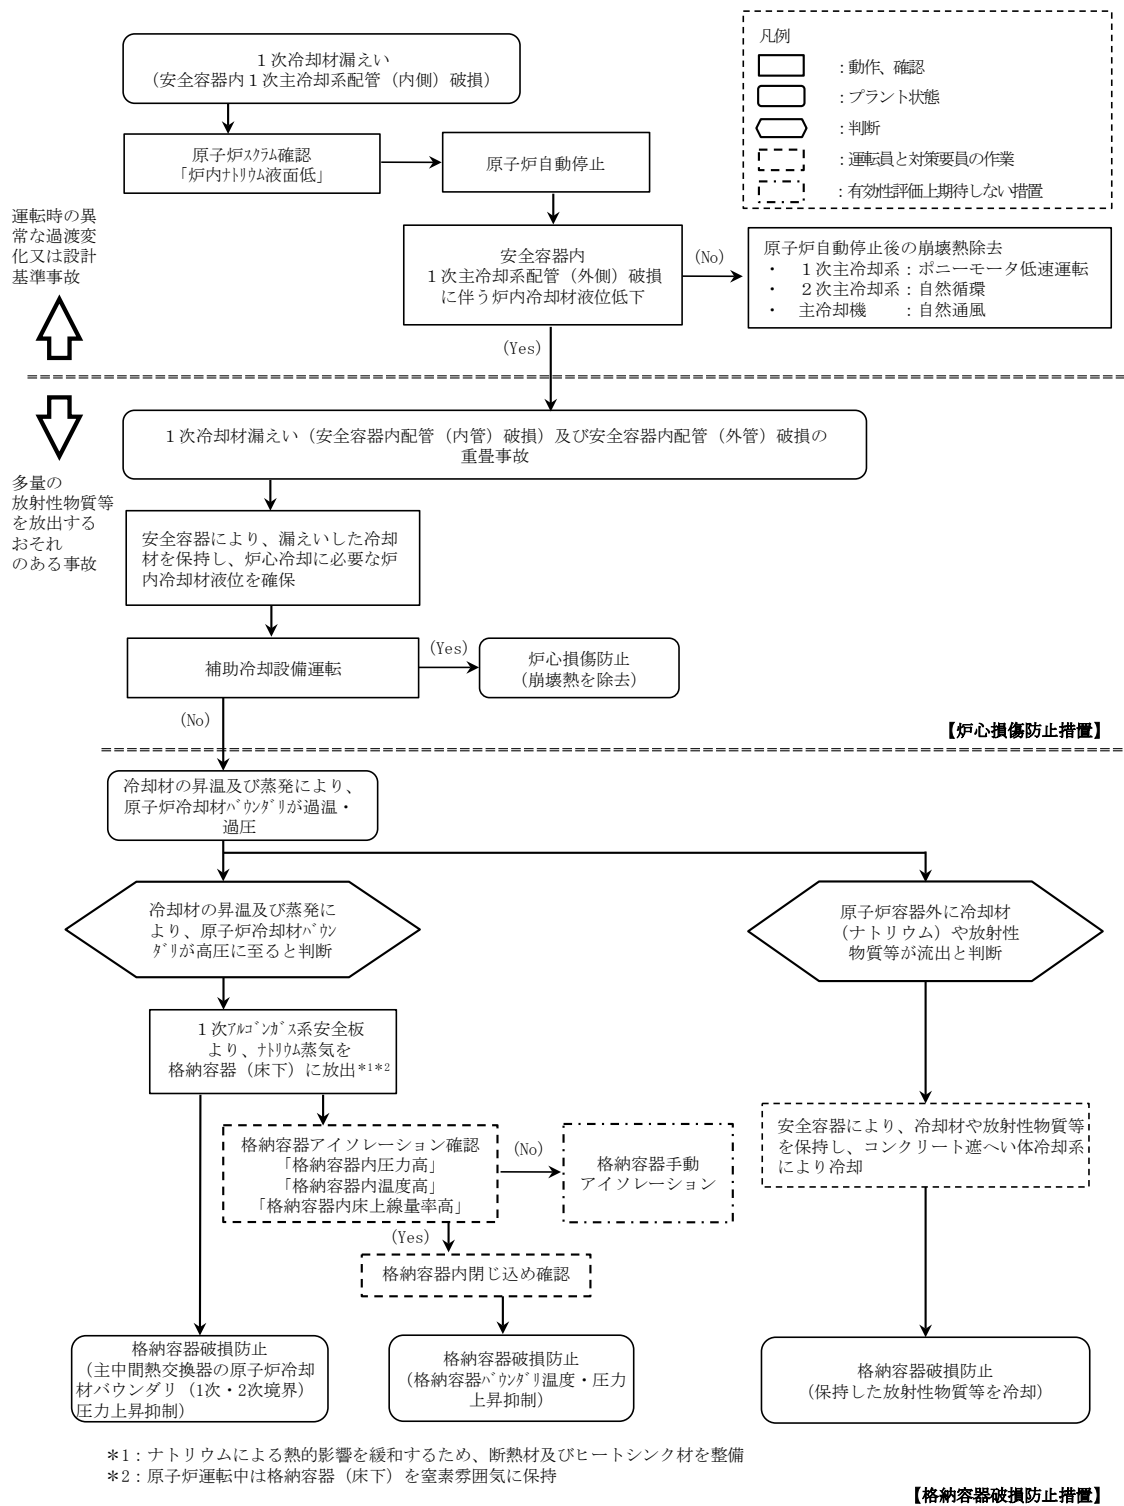 凡例
：動作、確認
：プラント状態
：判断
：運転員と対策要員の作業
：有効性評価上期待しない措置
１次冷却材漏えい
（安全容器内１次主冷却系配管（内側）破損）
原子炉ｽｸﾗﾑ確認
「炉内ﾅﾄﾘｳﾑ液面低」
原子炉自動停止
運転時の異
常な過渡変
化又は設計
基準事故
安全容器内
１次主冷却系配管（外側）破損
に伴う炉内冷却材液位低下
(No)
原子炉自動停止後の崩壊熱除去
・ １次主冷却系：ポニーモータ低速運転
・ ２次主冷却系：自然循環
・ 主冷却機 ：自然通風
(Yes)
１次冷却材漏えい（安全容器内配管（内管）破損）及び安全容器内配管（外管）破損の
重畳事故
多量の
放射性物質等
を放出する
おそれ
のある事故
安全容器により、漏えいした冷却
材を保持し、炉心冷却に必要な炉
内冷却材液位を確保
補助冷却設備運転
(Yes)
炉心損傷防止
（崩壊熱を除去）
(No)
【炉心損傷防止措置】
冷却材の昇温及び蒸発により、
原子炉冷却材ﾊﾞｳﾝﾀﾞﾘが過温・
過圧
冷却材の昇温及び蒸発に
より、原子炉冷却材ﾊﾞｳﾝ
ﾀﾞﾘが高圧に至ると判断
原子炉容器外に冷却材
（ナトリウム）や放射性
物質等が流出と判断
１次ｱﾙｺﾞﾝｶﾞｽ系安全板
より、ﾅﾄﾘｳﾑ蒸気を
格納容器（床下）に放出*1*2
格納容器アイソレーション確認
「格納容器内圧力高」
「格納容器内温度高」
「格納容器内床上線量率高」
(No)
格納容器手動
アイソレーション
安全容器により、冷却材や放射性物質等
を保持し、コンクリート遮へい体冷却系
により冷却
(Yes)
格納容器内閉じ込め確認
格納容器破損防止
（主中間熱交換器の原子炉冷却
材バウンダリ（1次・2次境界）
圧力上昇抑制）
格納容器破損防止
（格納容器ﾊﾞｳﾝﾀﾞﾘ温度・圧力
上昇抑制）
格納容器破損防止
（保持した放射性物質等を冷却）
＊1：ナトリウムによる熱的影響を緩和するため、断熱材及びヒートシンク材を整備
＊2：原子炉運転中は格納容器（床下）を窒素雰囲気に保持
【格納容器破損防止措置】